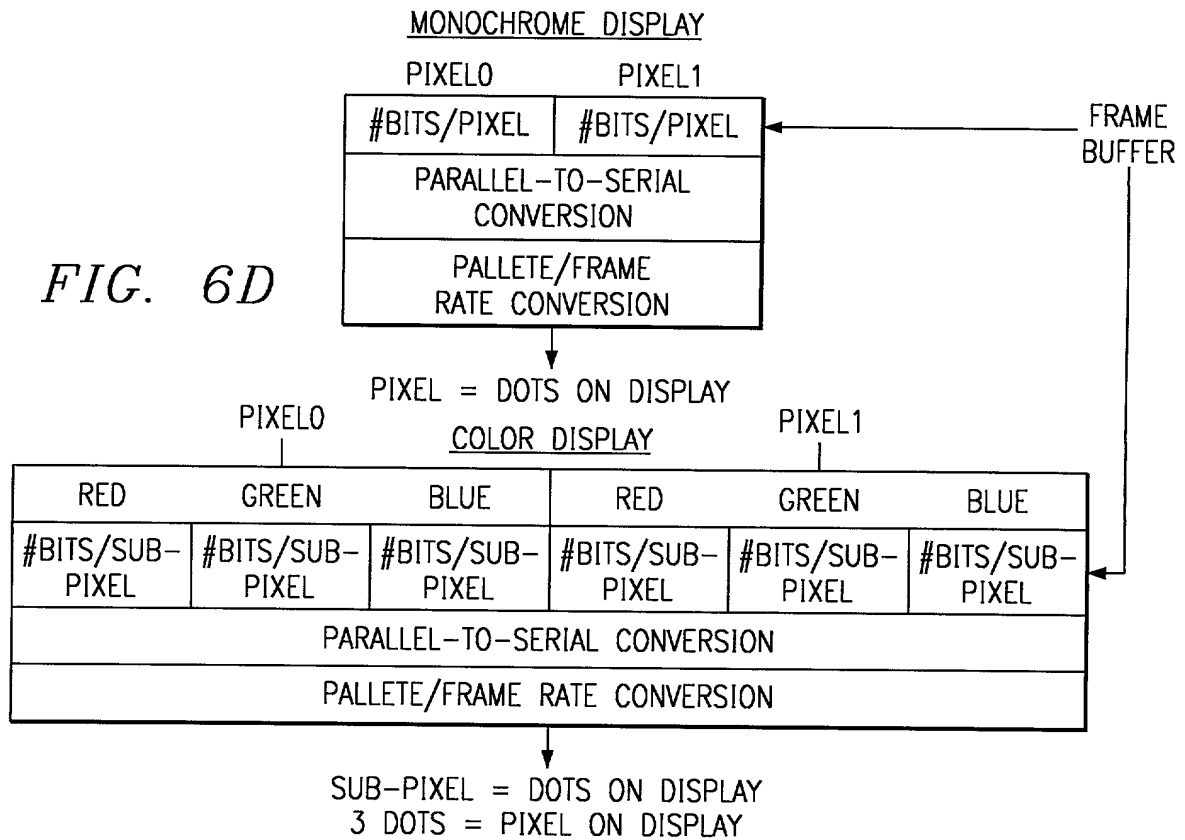 MONOCHROME DISPLAY
PIXEL0 PIXEL1
#BITS/PIXEL #BITS/PIXEL
FRAME
BUFFER
PARALLEL-TO-SERIAL
CONVERSION
PALLETE/FRAME
RATE CONVERSION
FIG. 6D
PIXEL = DOTS ON DISPLAY
PIXEL0 PIXEL1
COLOR DISPLAY
RED GREEN BLUE RED GREEN BLUE
#BITS/SUB- #BITS/SUB- #BITS/SUB- #BITS/SUB- #BITS/SUB- #BITS/SUB-
PIXEL PIXEL PIXEL PIXEL PIXEL PIXEL
PARALLEL-TO-SERIAL CONVERSION
PALLETE/FRAME RATE CONVERSION
SUB-PIXEL = DOTS ON DISPLAY
3 DOTS = PIXEL ON DISPLAY